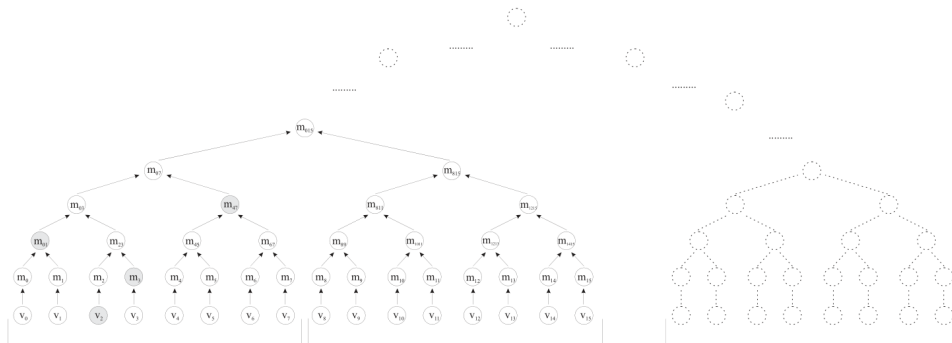 m₀₁₅
m₀₇ m₈₁₅
m₀₃ m₄₇ m₈₁₁ m₁₂₁₅
m₀₁ m₂₃ m₄₅ m₆₇ m₈₉ m₁₀₁₁ m₁₂₁₃ m₁₄₁₅
m₀ m₁ m₂ m₃ m₄ m₅ m₆ m₇ m₈ m₉ m₁₀ m₁₁ m₁₂ m₁₃ m₁₄ m₁₅
v₀ v₁ v₂ v₃ v₄ v₅ v₆ v₇ v₈ v₉ v₁₀ v₁₁ v₁₂ v₁₃ v₁₄ v₁₅